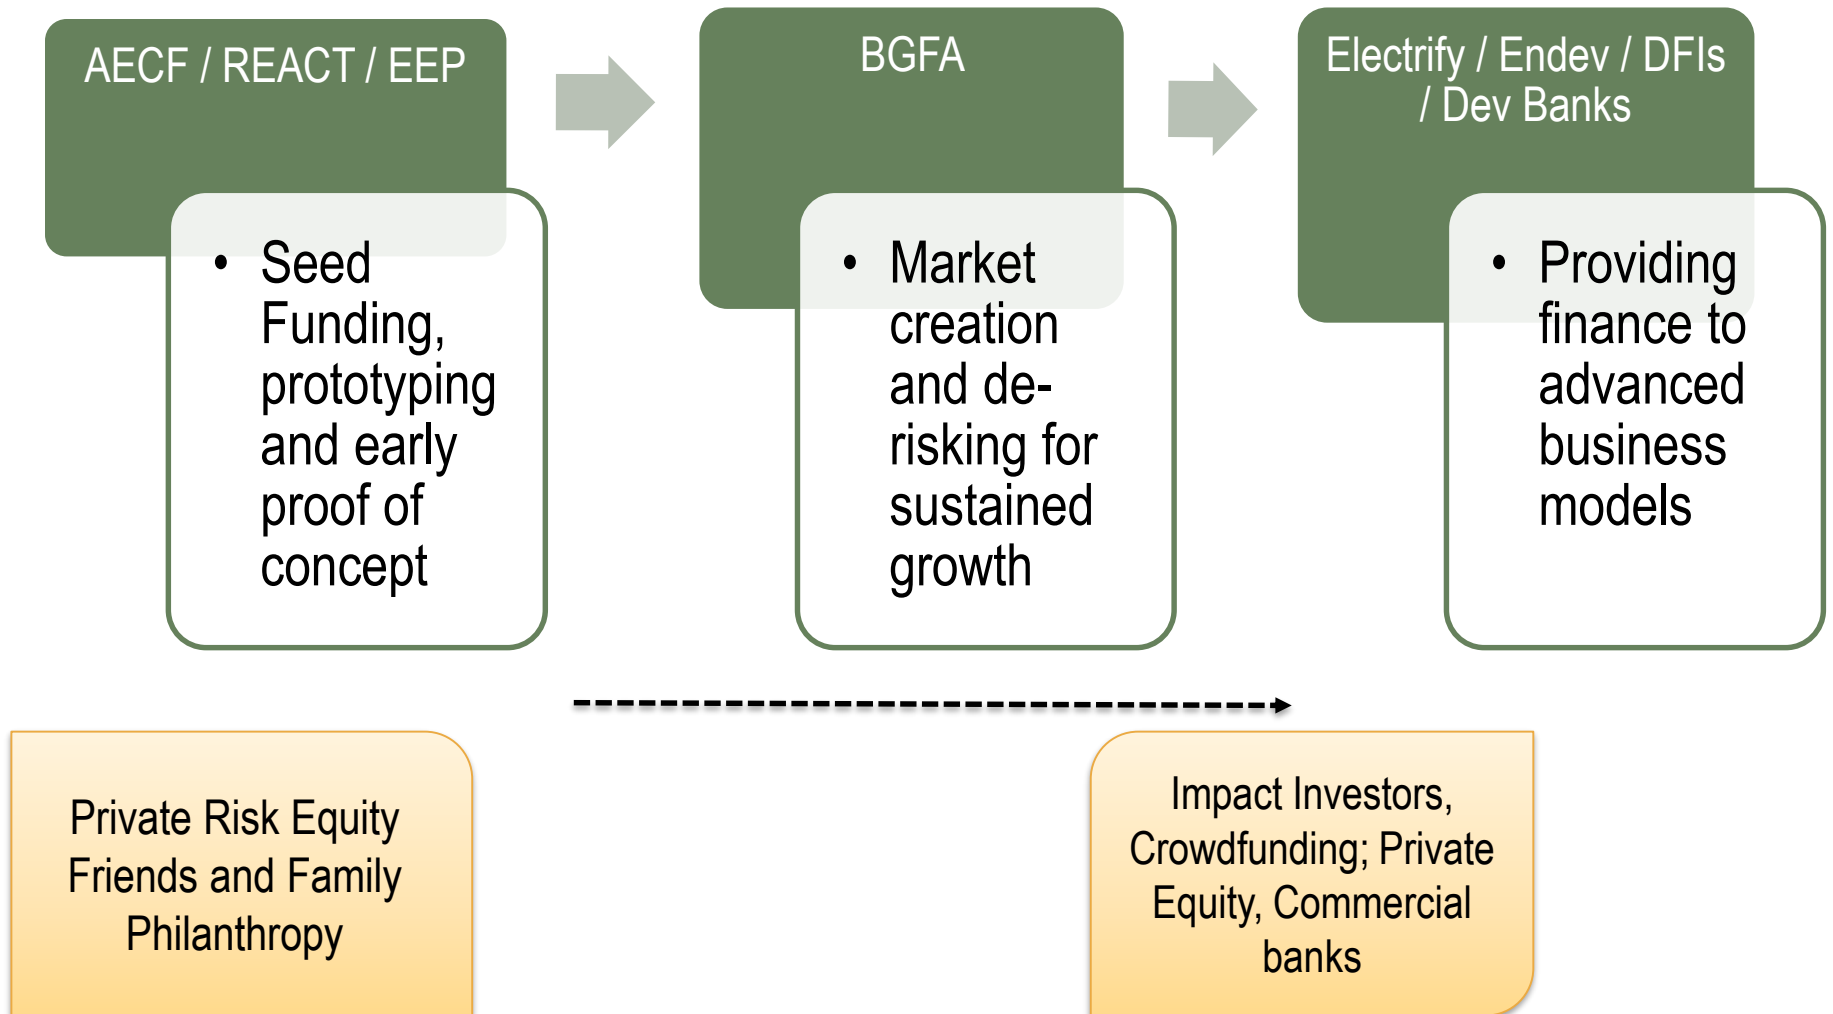 AECF / REACT / EEP
• Seed
Funding,
prototyping
and early
proof of
concept
BGFA
• Market
creation
and de-
risking for
sustained
growth
Electrify / Endev / DFIs
/ Dev Banks
• Providing
finance to
advanced
business
models
Private Risk Equity
Friends and Family
Philanthropy
Impact Investors,
Crowdfunding; Private
Equity, Commercial
banks